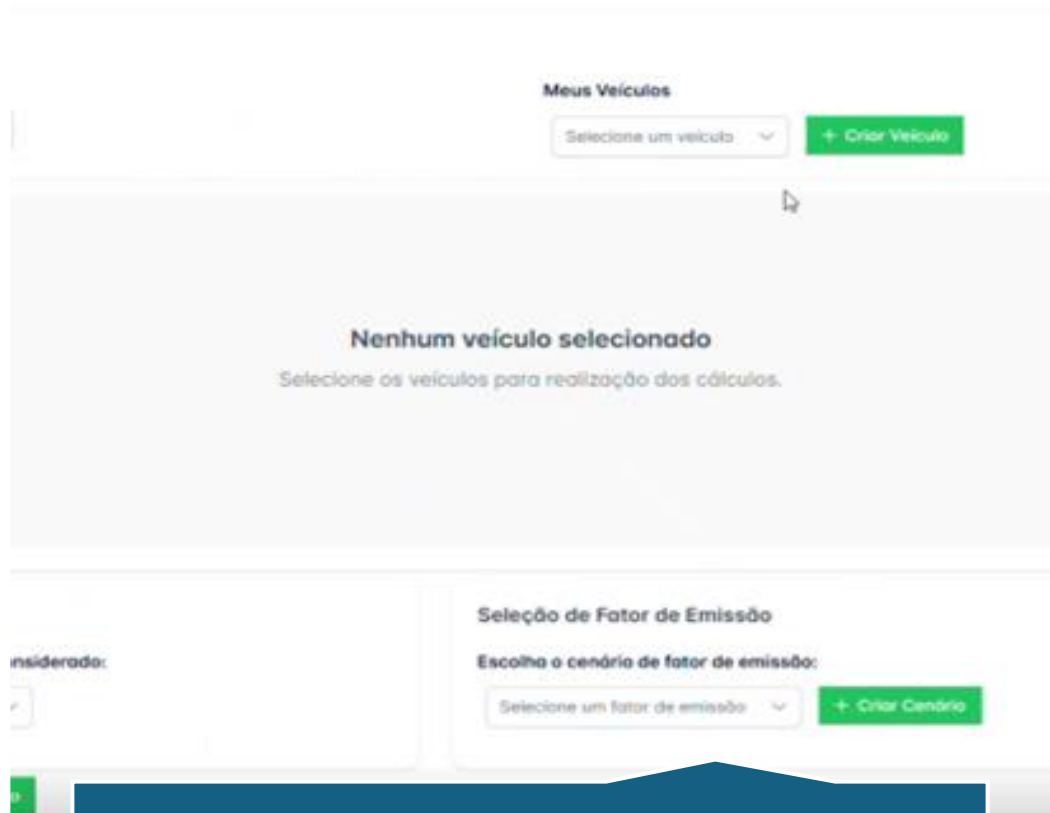 Meus Veículos
Selecione um veículo
+ Criar Veículo
Nenhum veículo selecionado
Selecione os veículos para realização dos cálculos.
Seleção de Fator de Emissão
nsiderado:
Escolha o cenário de fator de emissão:
Selecione um fator de emissão
+ Criar Cenário